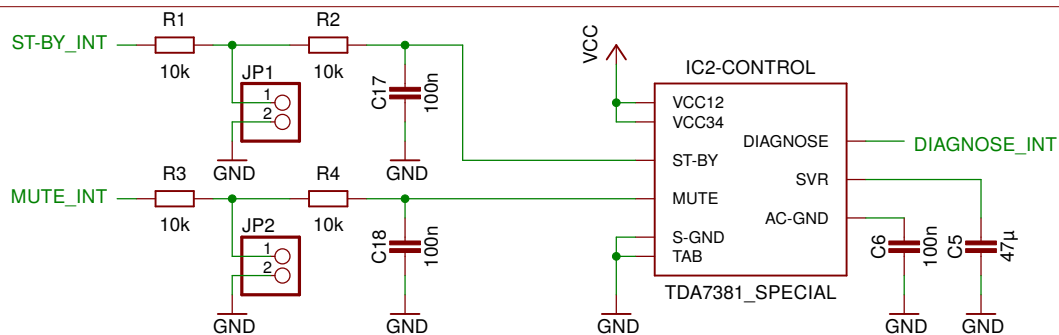 R1
R2
ST-BY_INT
10k
10k
JP1
1
2
C17
100n
GND
GND
R3
R4
MUTE_INT
10k
10k
JP2
1
2
C18
100n
GND
GND
VCC
IC2-CONTROL
VCC12
VCC34
DIAGNOSE
DIAGNOSE_INT
ST-BY
SVR
MUTE
AC-GND
S-GND
TAB
TDA7381_SPECIAL
GND
C6
100n
C5
47µ
GND
GND